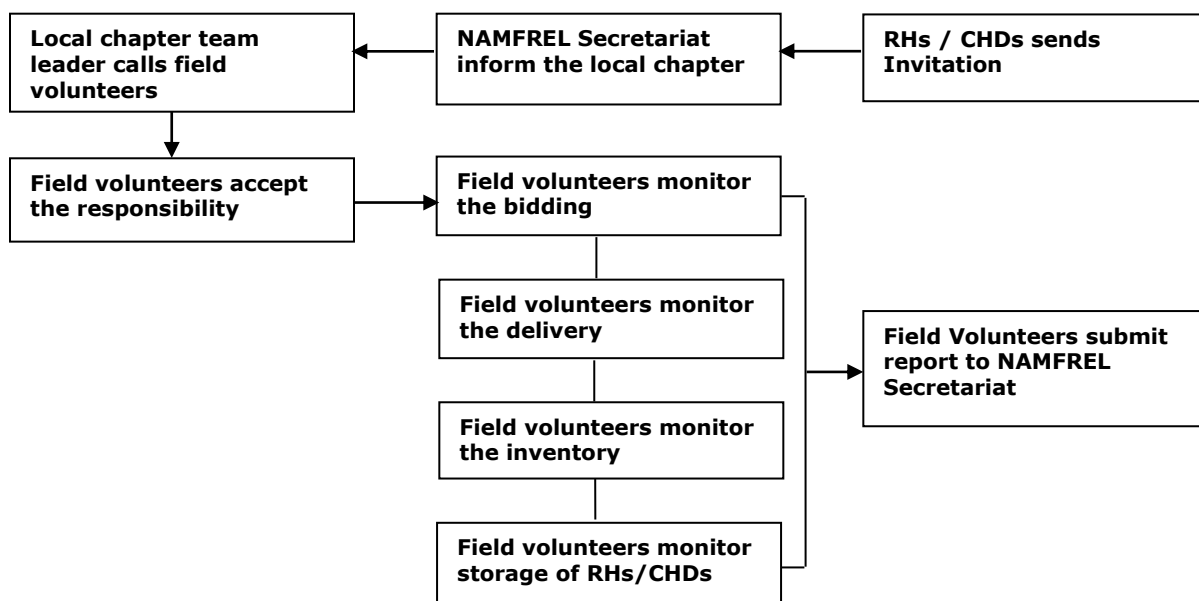 Local chapter team
leader calls field
volunteers
NAMFREL Secretariat
inform the local chapter
RHs / CHDs sends
Invitation
Field volunteers accept
the responsibility
Field volunteers monitor
the bidding
Field volunteers monitor
the delivery
Field Volunteers submit
report to NAMFREL
Secretariat
Field volunteers monitor
the inventory
Field volunteers monitor
storage of RHs/CHDs